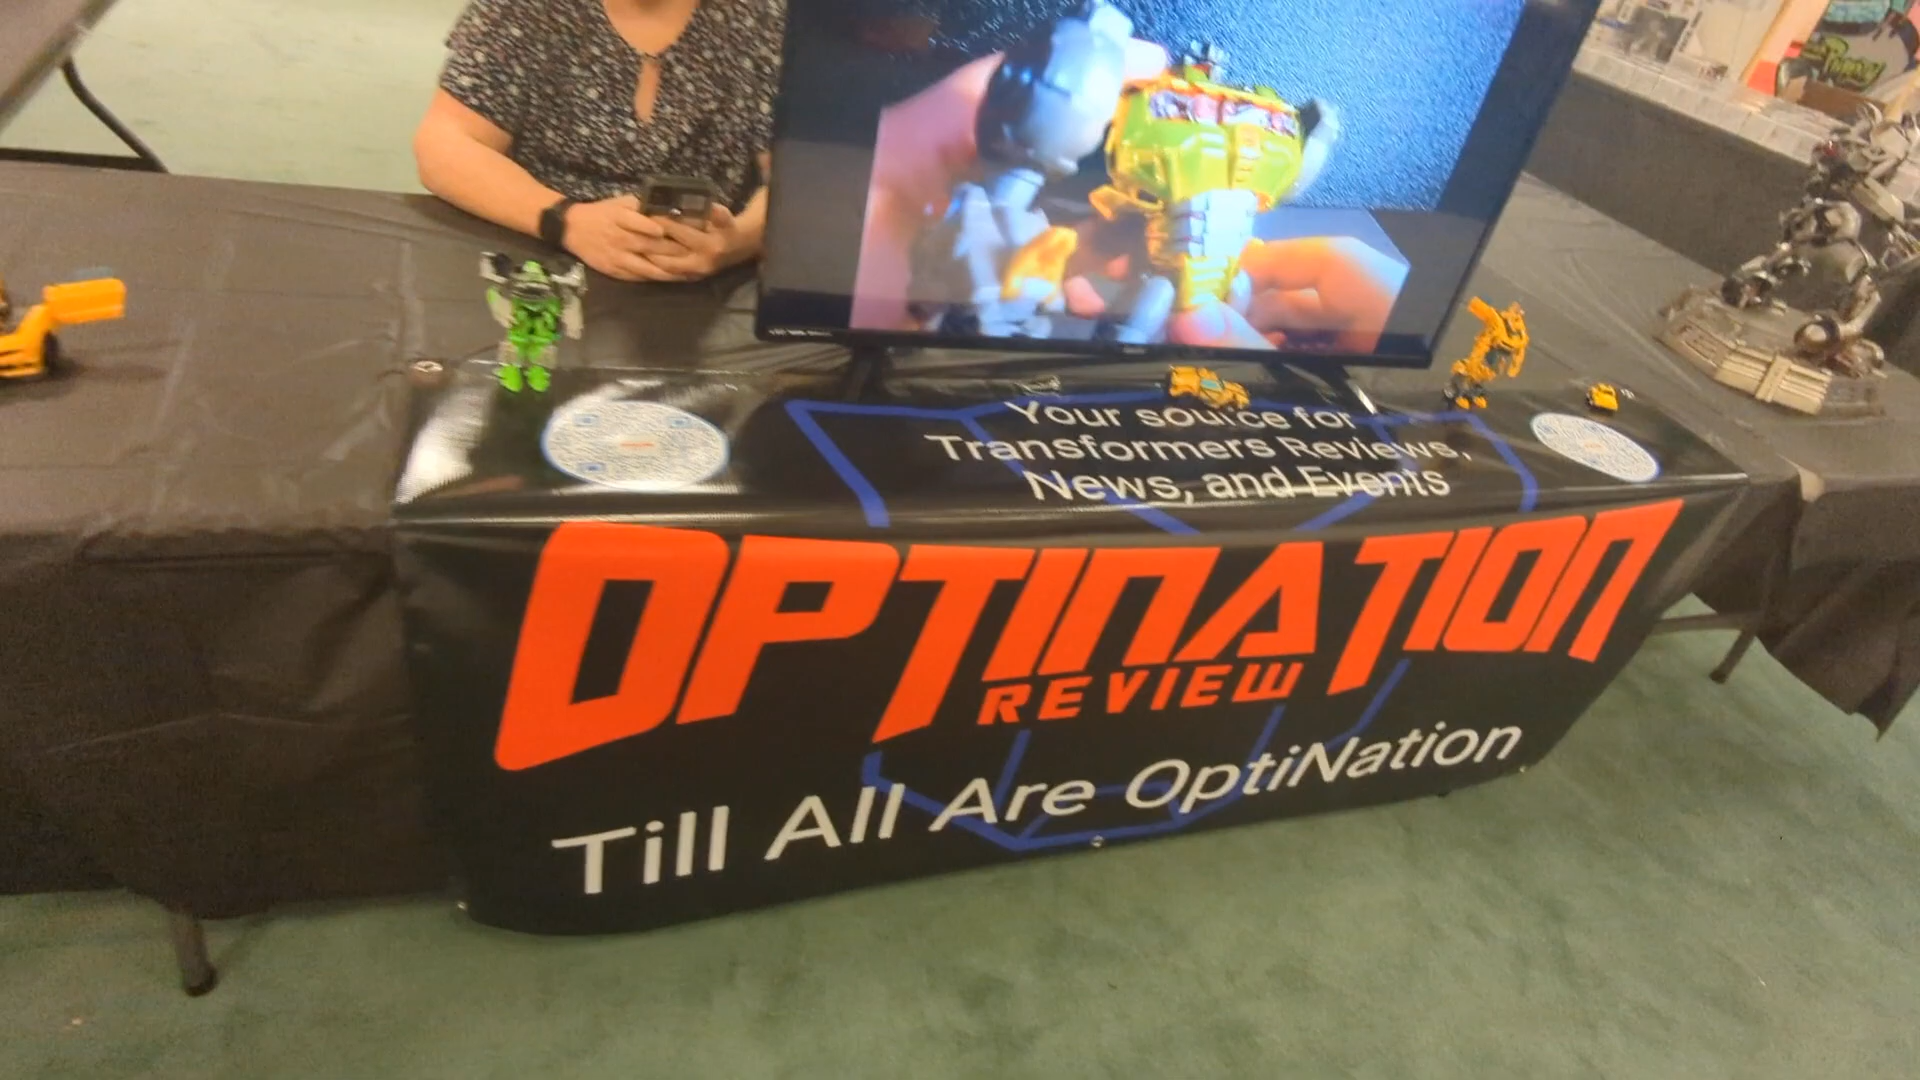 Your source for
Transformers Reviews,
News, and Events
OPTINATION
REVIEW
Till All Are OptiNation